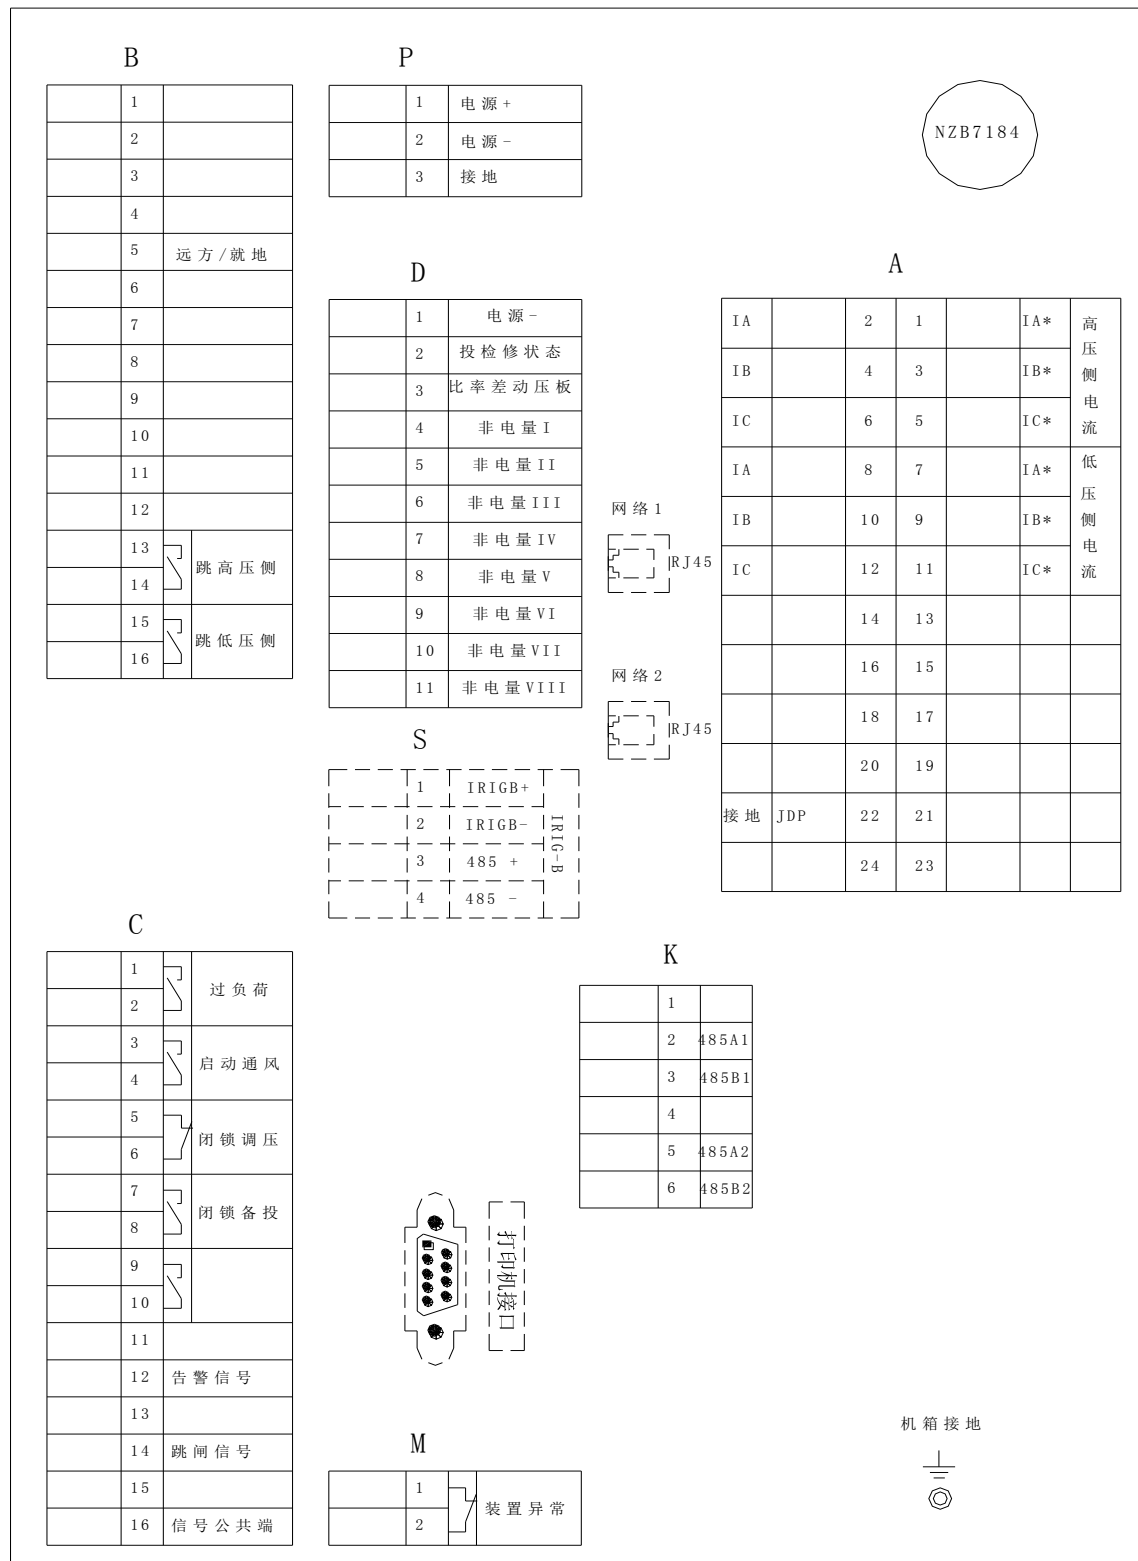 B
1
2
3
4
5 远方/就地
6
7
8
9
10
11
12
13
14
跳高压侧
15
16
跳低压侧
P
1 电源+
2 电源-
3 接地
NZB7184
D
1 电源-
2 投检修状态
3 比率差动压板
4 非电量I
5 非电量II
6 非电量III
7 非电量IV
8 非电量V
9 非电量VI
10 非电量VII
11 非电量VIII
网络1
RJ45
网络2
RJ45
A
IA 2 1 IA*
IB 4 3 IB*
IC 6 5 IC*
高压侧电流
IA 8 7 IA*
IB 10 9 IB*
IC 12 11 IC*
低压侧电流
14 13
16 15
18 17
20 19
接地 JDP 22 21
24 23
S
1 IRIGB+
2 IRIGB-
3 485 +
4 485 -
IRIG-B
C
1
2
过负荷
3
4
启动通风
5
6
闭锁调压
7
8
闭锁备投
9
10
11
12 告警信号
13
14 跳闸信号
15
16 信号公共端
K
1
2 485A1
3 485B1
4
5 485A2
6 485B2
打印机接口
M
1
2
装置异常
机箱接地